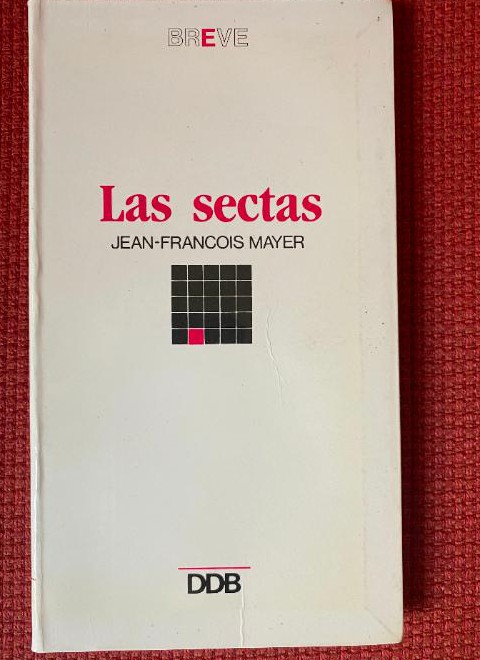 BREVE
Las sectas
JEAN-FRANCOIS MAYER
DDB